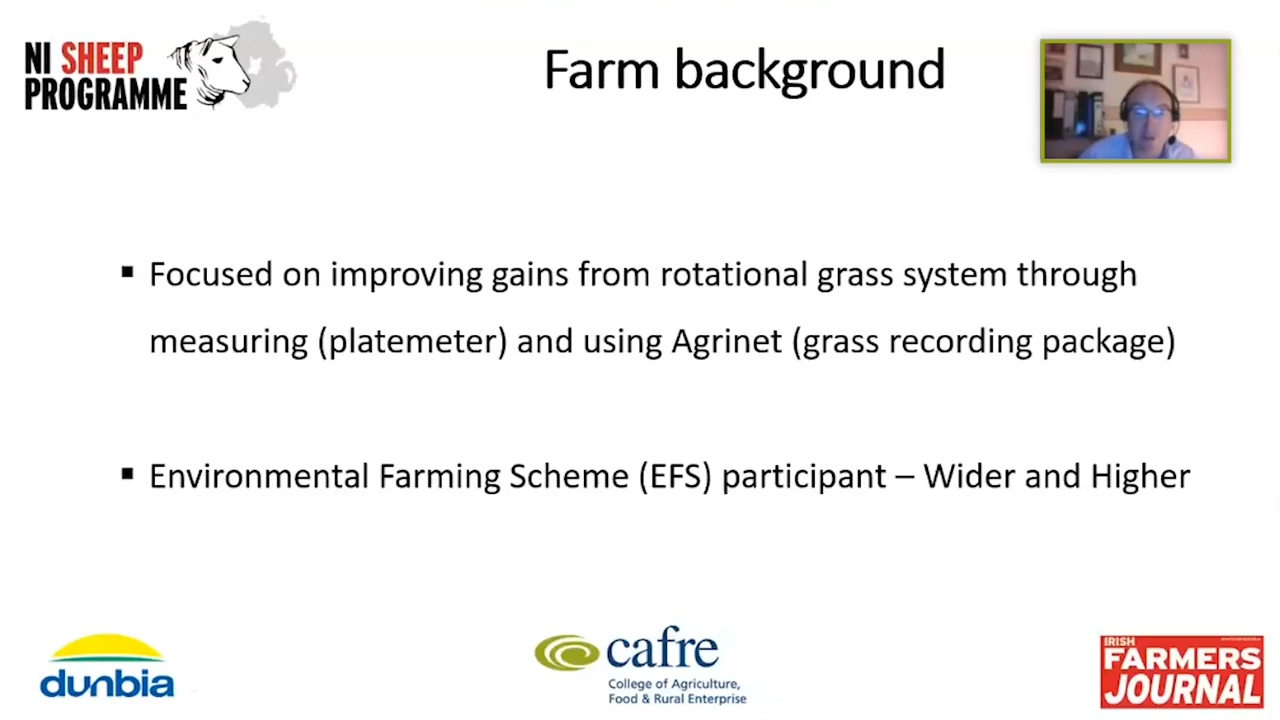 NI SHEEP
PROGRAMME
Farm background
▪ Focused on improving gains from rotational grass system through
measuring (platemeter) and using Agrinet (grass recording package)
▪ Environmental Farming Scheme (EFS) participant – Wider and Higher
dunbia
cafre
College of Agriculture,
Food & Rural Enterprise
IRISH
FARMERS
JOURNAL